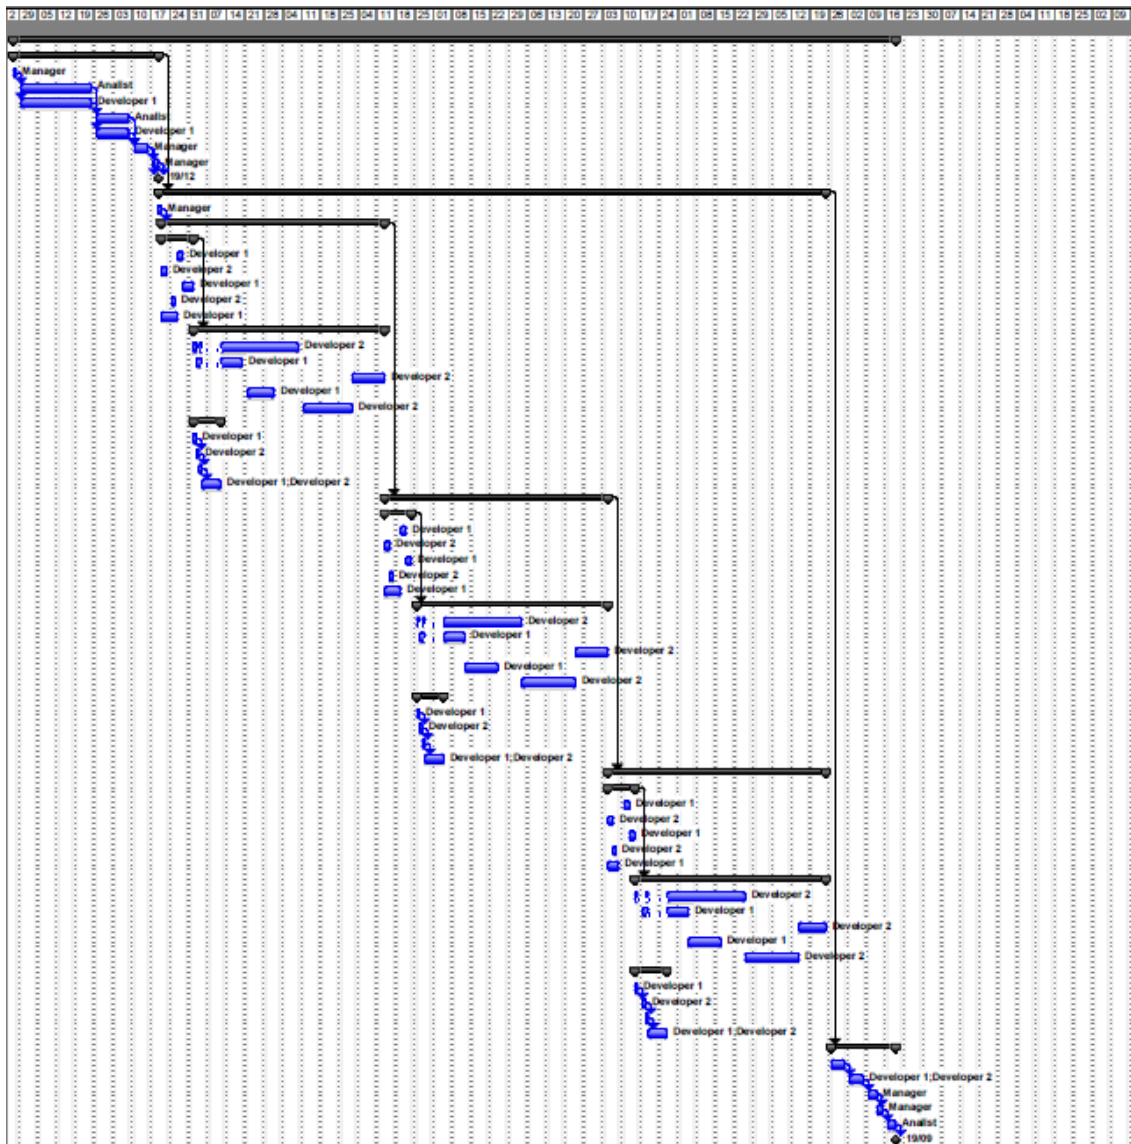 2 29 05 12 19 26 03 10 17 24 31 07 14 21 28 04 11 18 25 04 11 18 25 01 08 15 22 29 06 13 20 27 03 10 17 24 01 08 15 22 29 05 12 19 26 02 09 16 23 30 07 14 21 28 04 11 18 25 02 09
Manager
Analist
Developer 1
Analis
Developer 1
Manager
Manager
19/12
Manager
Developer 1
Developer 2
Developer 1
Developer 2
Developer 1
Developer 2
Developer 1
Developer 2
Developer 1
Developer 2
Developer 1
Developer 2
Developer 1;Developer 2
Developer 1
Developer 2
Developer 1
Developer 2
Developer 1
Developer 2
Developer 1
Developer 2
Developer 1
Developer 2
Developer 1
Developer 2
Developer 1;Developer 2
Developer 1
Developer 2
Developer 1
Developer 2
Developer 1
Developer 2
Developer 1
Developer 2
Developer 1
Developer 2
Developer 1
Developer 2
Developer 1;Developer 2
Developer 1;Developer 2
Manager
Manager
Analist
19/09